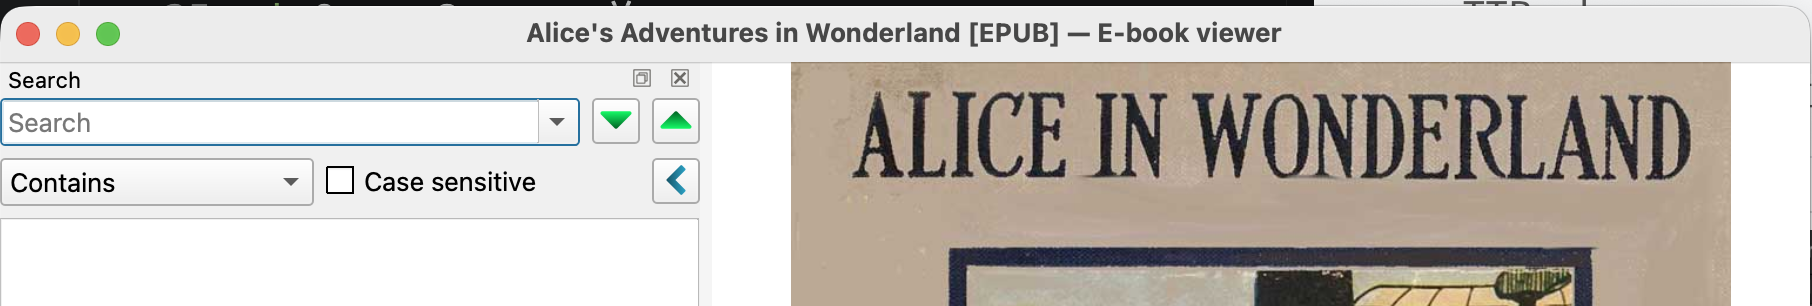 Alice's Adventures in Wonderland [EPUB] — E-book viewer
Search
Search
Contains
Case sensitive
ALICE IN WONDERLAND